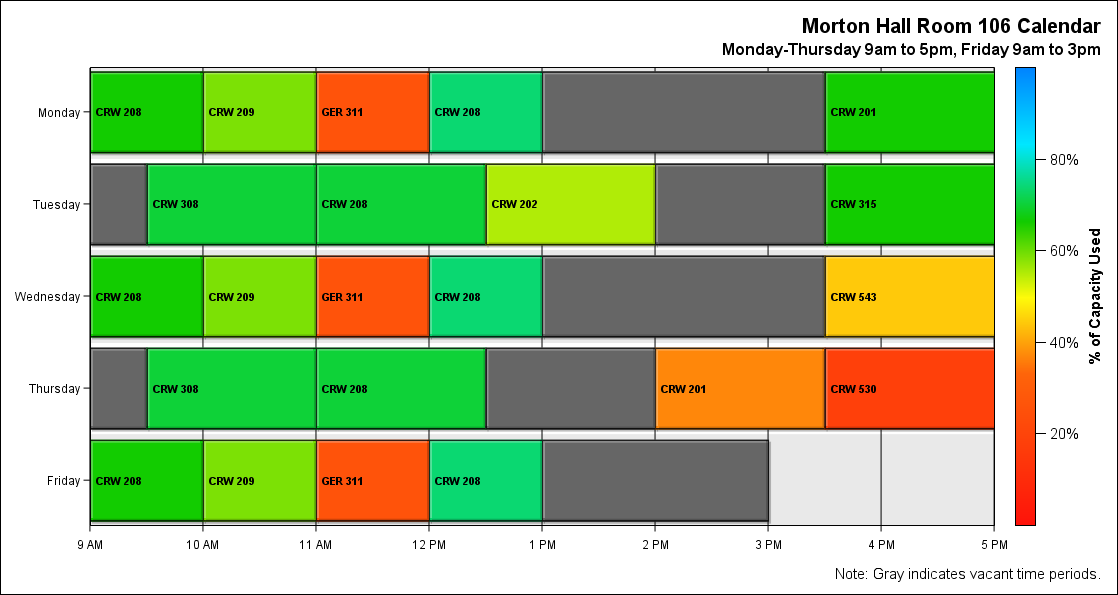 Morton Hall Room 106 Calendar
Monday-Thursday 9am to 5pm, Friday 9am to 3pm
Monday
CRW 208
CRW 209
GER 311
CRW 208
CRW 201
Tuesday
CRW 308
CRW 208
CRW 202
CRW 315
Wednesday
CRW 208
CRW 209
GER 311
CRW 208
CRW 543
Thursday
CRW 308
CRW 208
CRW 201
CRW 530
Friday
CRW 208
CRW 209
GER 311
CRW 208
9 AM
10 AM
11 AM
12 PM
1 PM
2 PM
3 PM
4 PM
5 PM
80%
60%
40%
20%
% of Capacity Used
Note: Gray indicates vacant time periods.